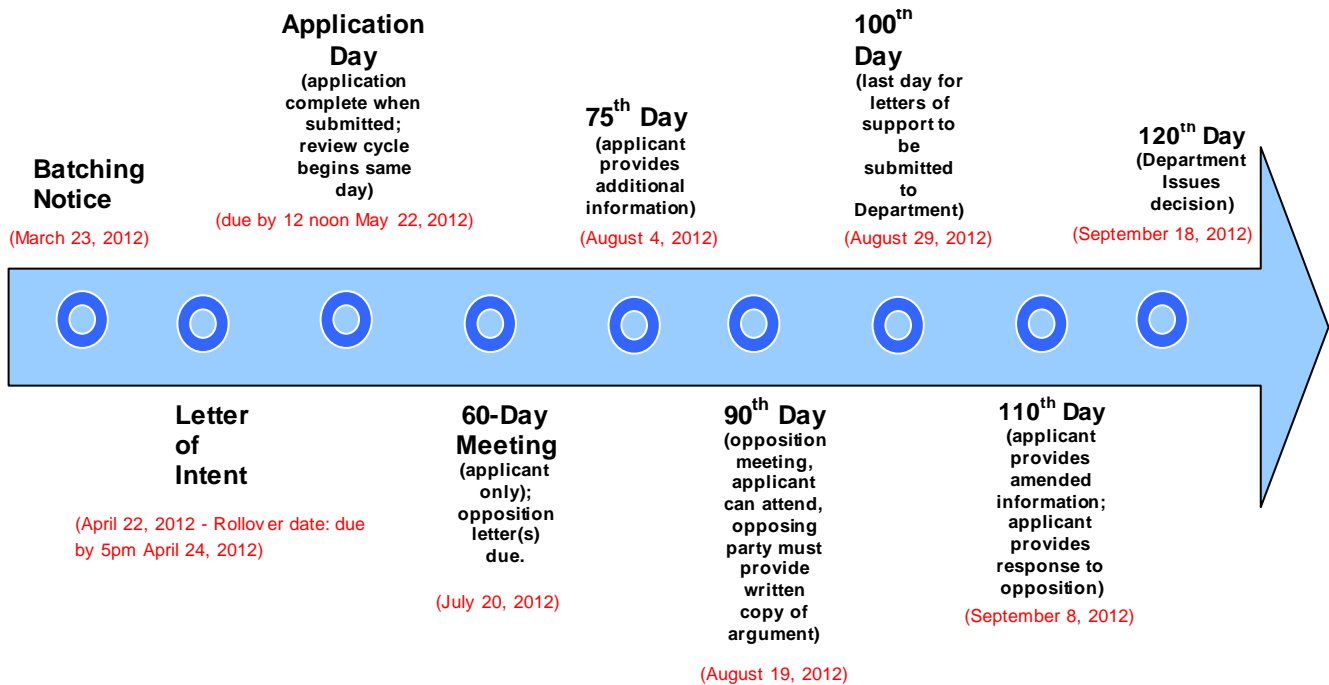 Batching
Notice
(March 23, 2012)
Letter
of
Intent
(April 22, 2012 - Rollover date: due
by 5pm April 24, 2012)
Application
Day
(application
complete when
submitted;
review cycle
begins same
day)
(due by 12 noon May 22, 2012)
60-Day
Meeting
(applicant
only);
opposition
letter(s)
due.
(July 20, 2012)
75th Day
(applicant
provides
additional
information)
(August 4, 2012)
90th Day
(opposition
meeting,
applicant
can attend,
opposing
party must
provide
written
copy of
argument)
(August 19, 2012)
100th
Day
(last day for
letters of
support to
be
submitted
to
Department)
(August 29, 2012)
110th Day
(applicant
provides
amended
information;
applicant
provides
response to
opposition)
(September 8, 2012)
120th Day
(Department
Issues
decision)
(September 18, 2012)